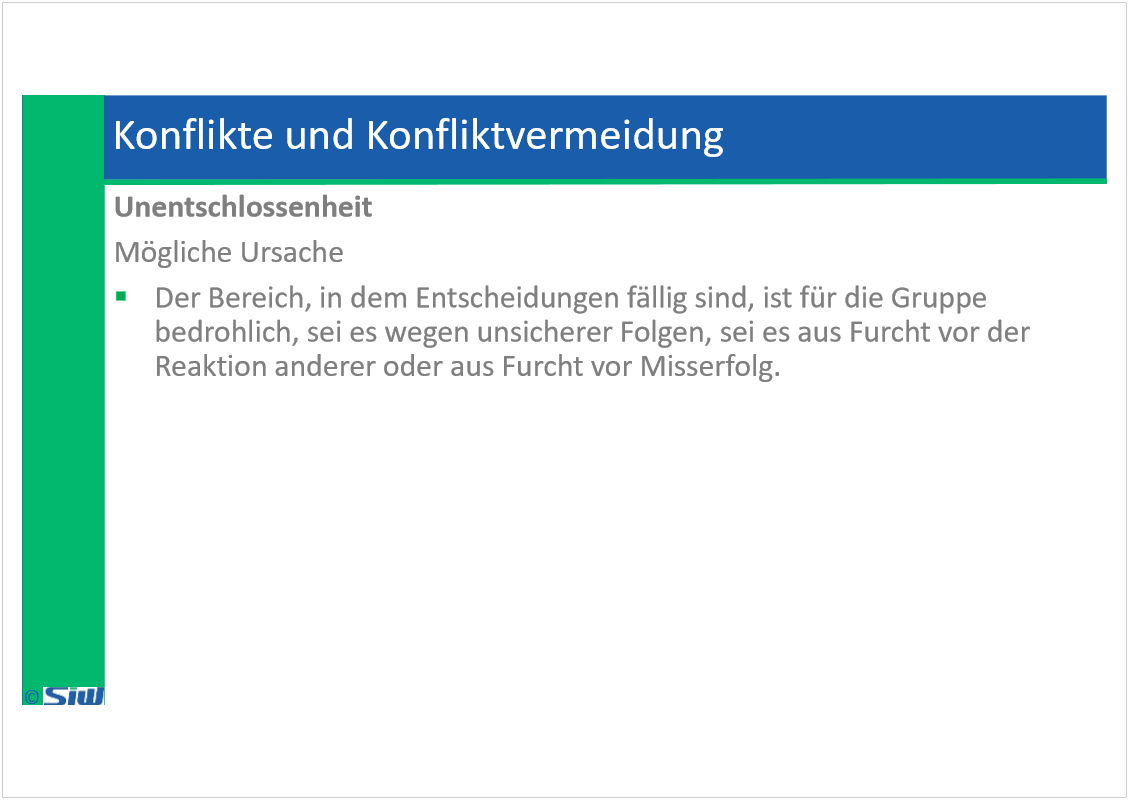 Konflikte und Konfliktvermeidung
Unentschlossenheit
Mögliche Ursache
▪ Der Bereich, in dem Entscheidungen fällig sind, ist für die Gruppe
bedrohlich, sei es wegen unsicherer Folgen, sei es aus Furcht vor der
Reaktion anderer oder aus Furcht vor Misserfolg.
© SiW